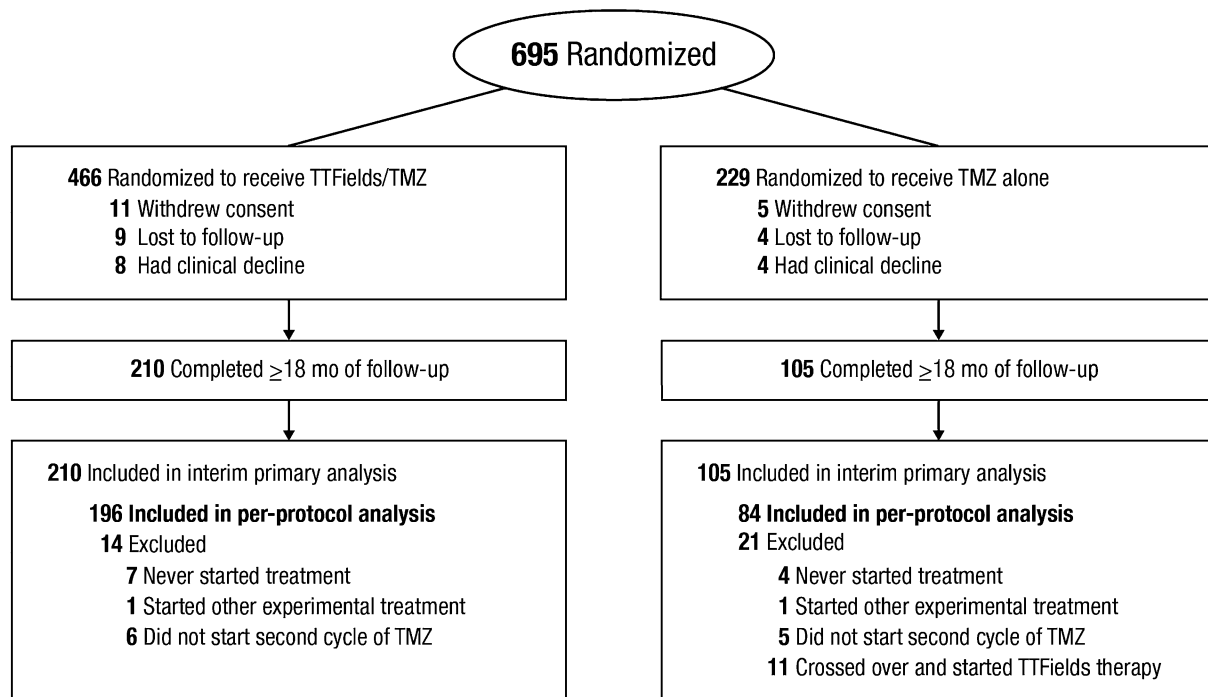 695 Randomized
466 Randomized to receive TTFields/TMZ
11 Withdrew consent
9 Lost to follow-up
8 Had clinical decline
229 Randomized to receive TMZ alone
5 Withdrew consent
4 Lost to follow-up
4 Had clinical decline
210 Completed ≥18 mo of follow-up
105 Completed ≥18 mo of follow-up
210 Included in interim primary analysis
196 Included in per-protocol analysis
14 Excluded
7 Never started treatment
1 Started other experimental treatment
6 Did not start second cycle of TMZ
105 Included in interim primary analysis
84 Included in per-protocol analysis
21 Excluded
4 Never started treatment
1 Started other experimental treatment
5 Did not start second cycle of TMZ
11 Crossed over and started TTFields therapy